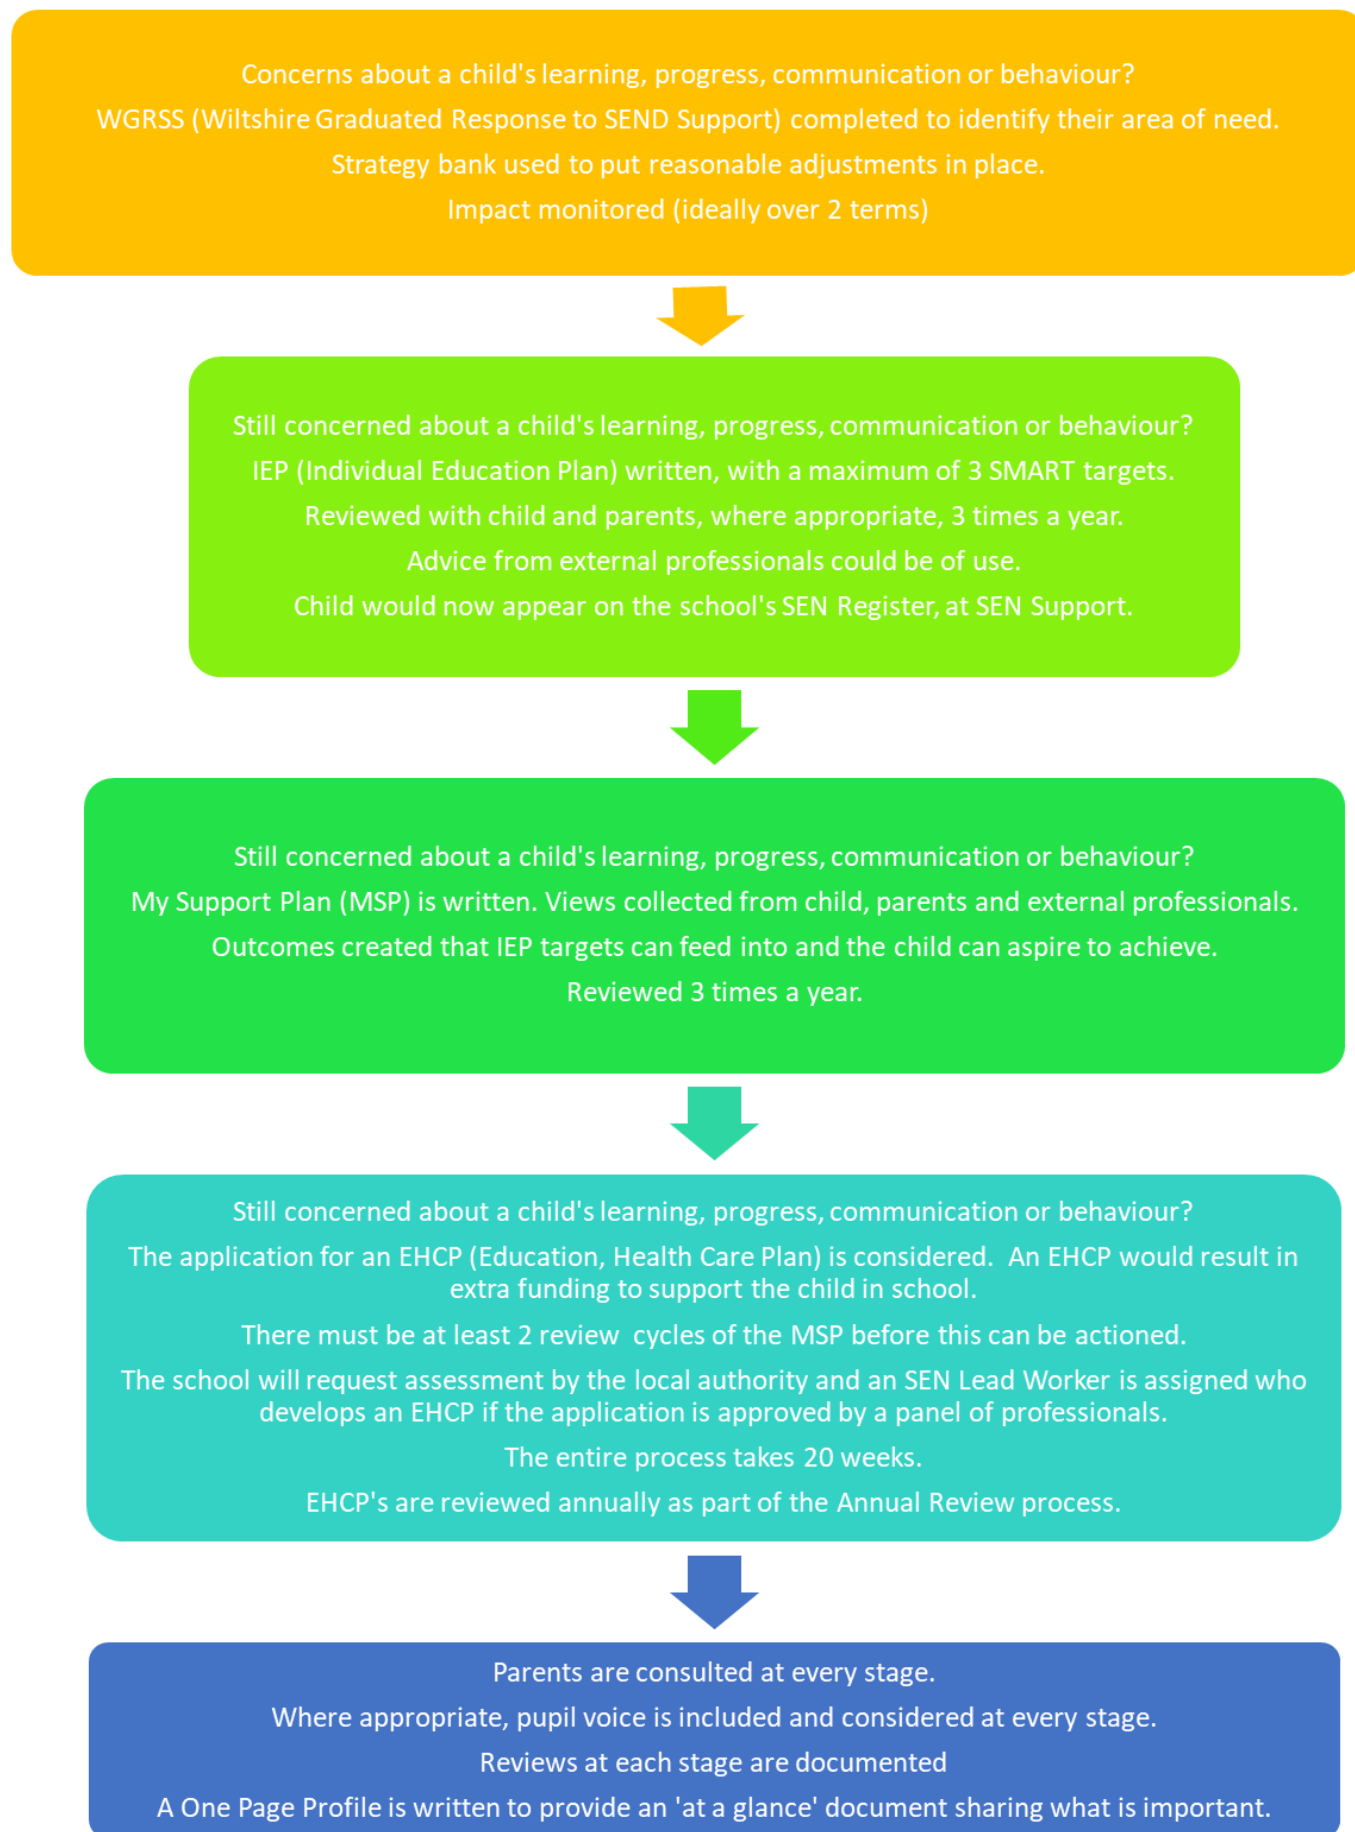 Concerns about a child's learning, progress, communication or behaviour?
WGRSS (Wiltshire Graduated Response to SEND Support) completed to identify their area of need.
Strategy bank used to put reasonable adjustments in place.
Impact monitored (ideally over 2 terms)
Still concerned about a child's learning, progress, communication or behaviour?
IEP (Individual Education Plan) written, with a maximum of 3 SMART targets.
Reviewed with child and parents, where appropriate, 3 times a year.
Advice from external professionals could be of use.
Child would now appear on the school's SEN Register, at SEN Support.
Still concerned about a child's learning, progress, communication or behaviour?
My Support Plan (MSP) is written. Views collected from child, parents and external professionals.
Outcomes created that IEP targets can feed into and the child can aspire to achieve.
Reviewed 3 times a year.
Still concerned about a child's learning, progress, communication or behaviour?
The application for an EHCP (Education, Health Care Plan) is considered.  An EHCP would result in
extra funding to support the child in school.
There must be at least 2 review  cycles of the MSP before this can be actioned.
The school will request assessment by the local authority and an SEN Lead Worker is assigned who
develops an EHCP if the application is approved by a panel of professionals.
The entire process takes 20 weeks.
EHCP's are reviewed annually as part of the Annual Review process.
Parents are consulted at every stage.
Where appropriate, pupil voice is included and considered at every stage.
Reviews at each stage are documented
A One Page Profile is written to provide an 'at a glance' document sharing what is important.